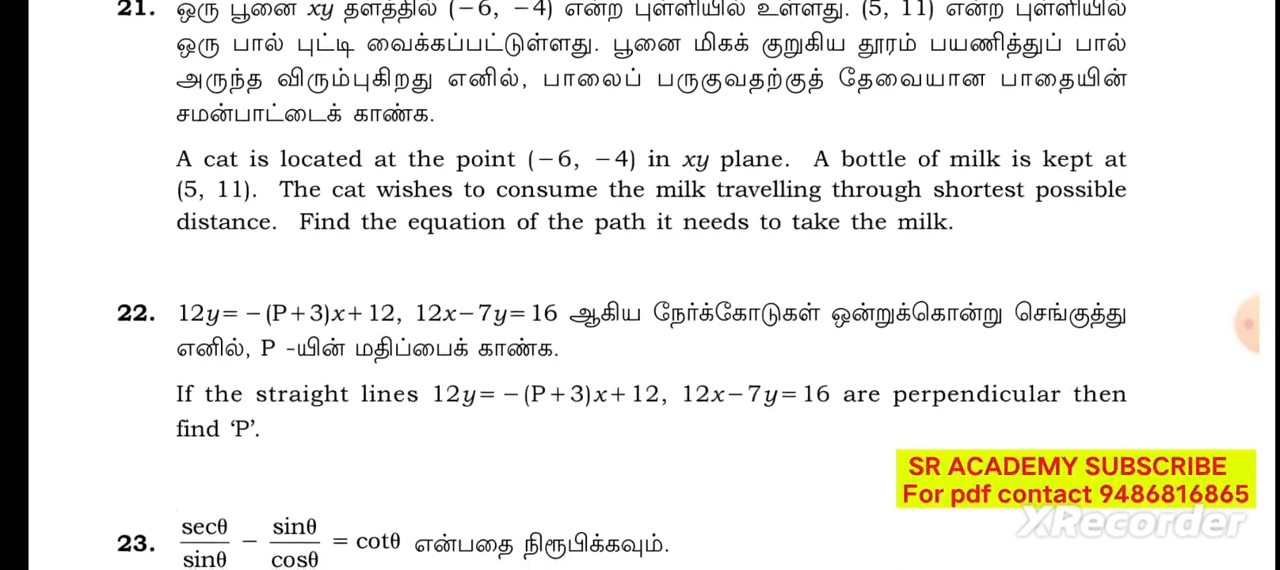 21. ஒரு பூனை xy தளத்தில் (−6, −4) என்ற புள்ளியில் உள்ளது. (5, 11) என்ற புள்ளியில்
ஒரு பால் புட்டி வைக்கப்பட்டுள்ளது. பூனை மிகக் குறுகிய தூரம் பயணித்துப் பால்
அருந்த விரும்புகிறது எனில், பாலைப் பருகுவதற்குத் தேவையான பாதையின்
சமன்பாட்டைக் காண்க.
A cat is located at the point (−6, −4) in xy plane. A bottle of milk is kept at
(5, 11). The cat wishes to consume the milk travelling through shortest possible
distance. Find the equation of the path it needs to take the milk.
22. 12y= −(P+3)x+12, 12x−7y=16 ஆகிய நேர்க்கோடுகள் ஒன்றுக்கொன்று செங்குத்து
எனில், P -யின் மதிப்பைக் காண்க.
If the straight lines 12y= −(P+3)x+12, 12x−7y=16 are perpendicular then
find ‘P’.
SR ACADEMY SUBSCRIBE
For pdf contact 9486816865
XRecorder
23. secθ/sinθ − sinθ/cosθ = cotθ என்பதை நிரூபிக்கவும்.